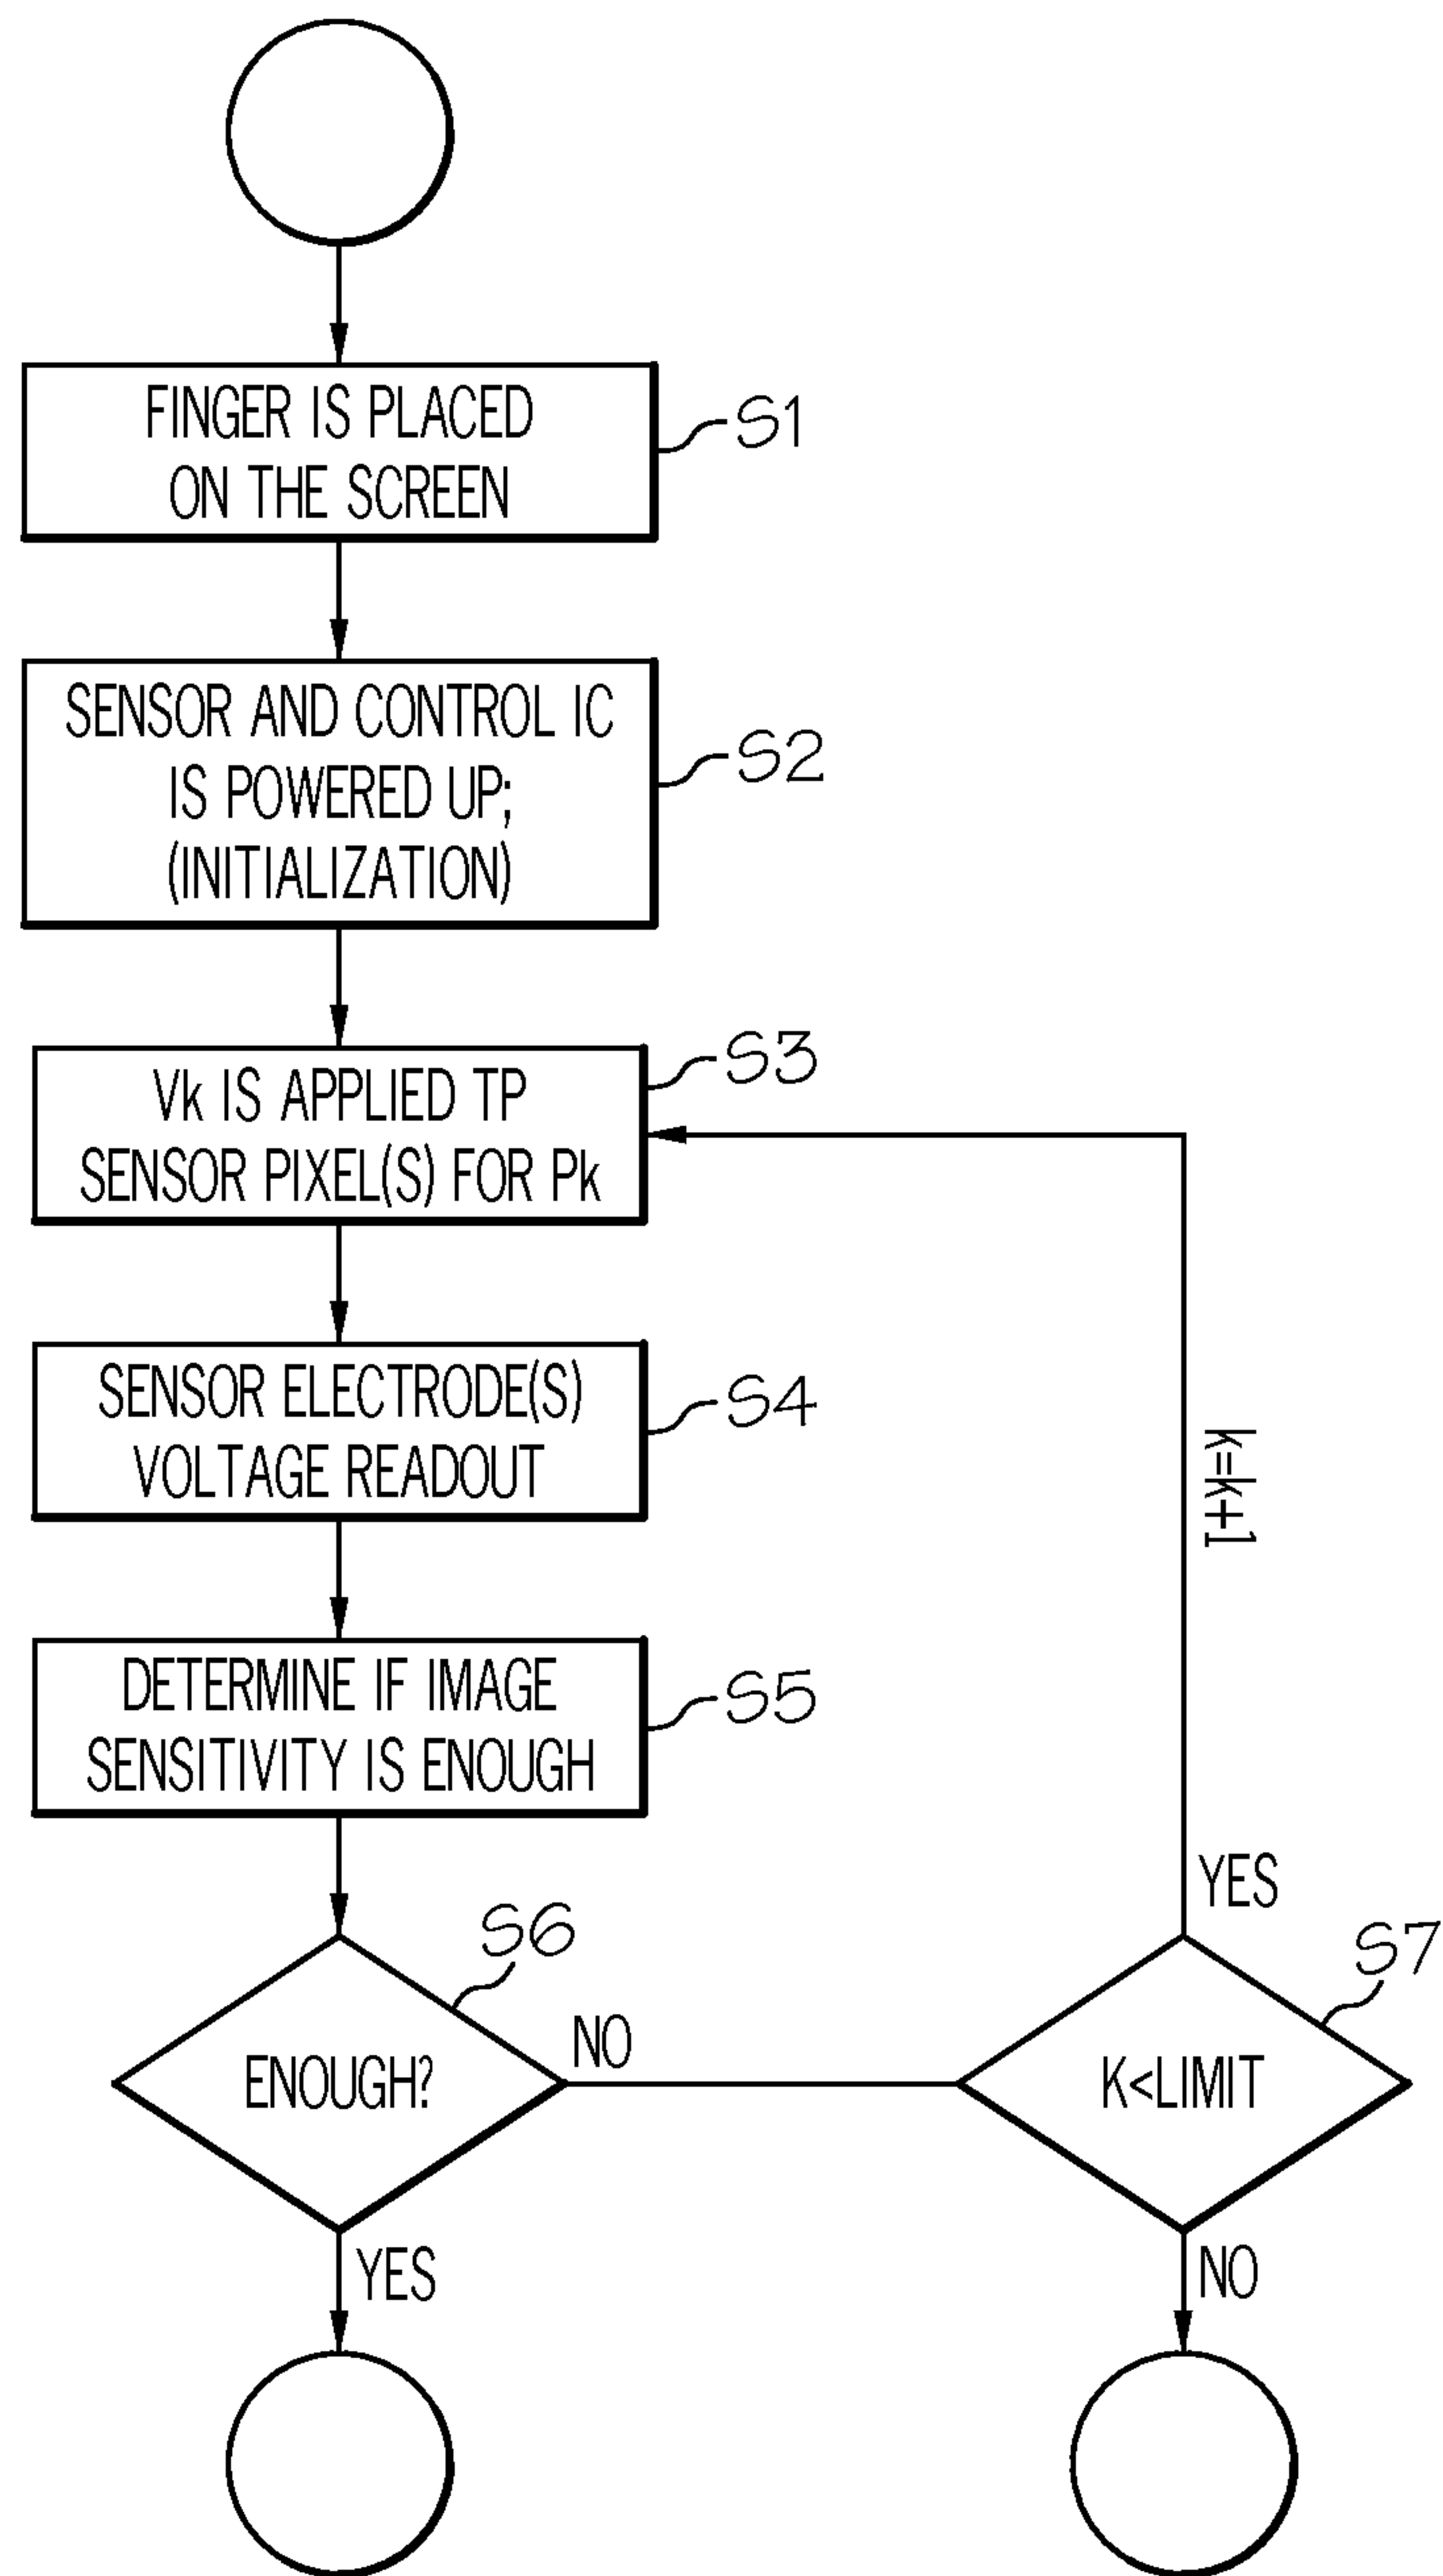 FINGER IS PLACED
ON THE SCREEN
S1
SENSOR AND CONTROL IC
IS POWERED UP;
(INITIALIZATION)
S2
Vk IS APPLIED TP
SENSOR PIXEL(S) FOR Pk
S3
SENSOR ELECTRODE(S)
VOLTAGE READOUT
S4
k=k+1
DETERMINE IF IMAGE
SENSITIVITY IS ENOUGH
S5
ENOUGH?
S6
NO
YES
K<LIMIT
S7
YES
NO